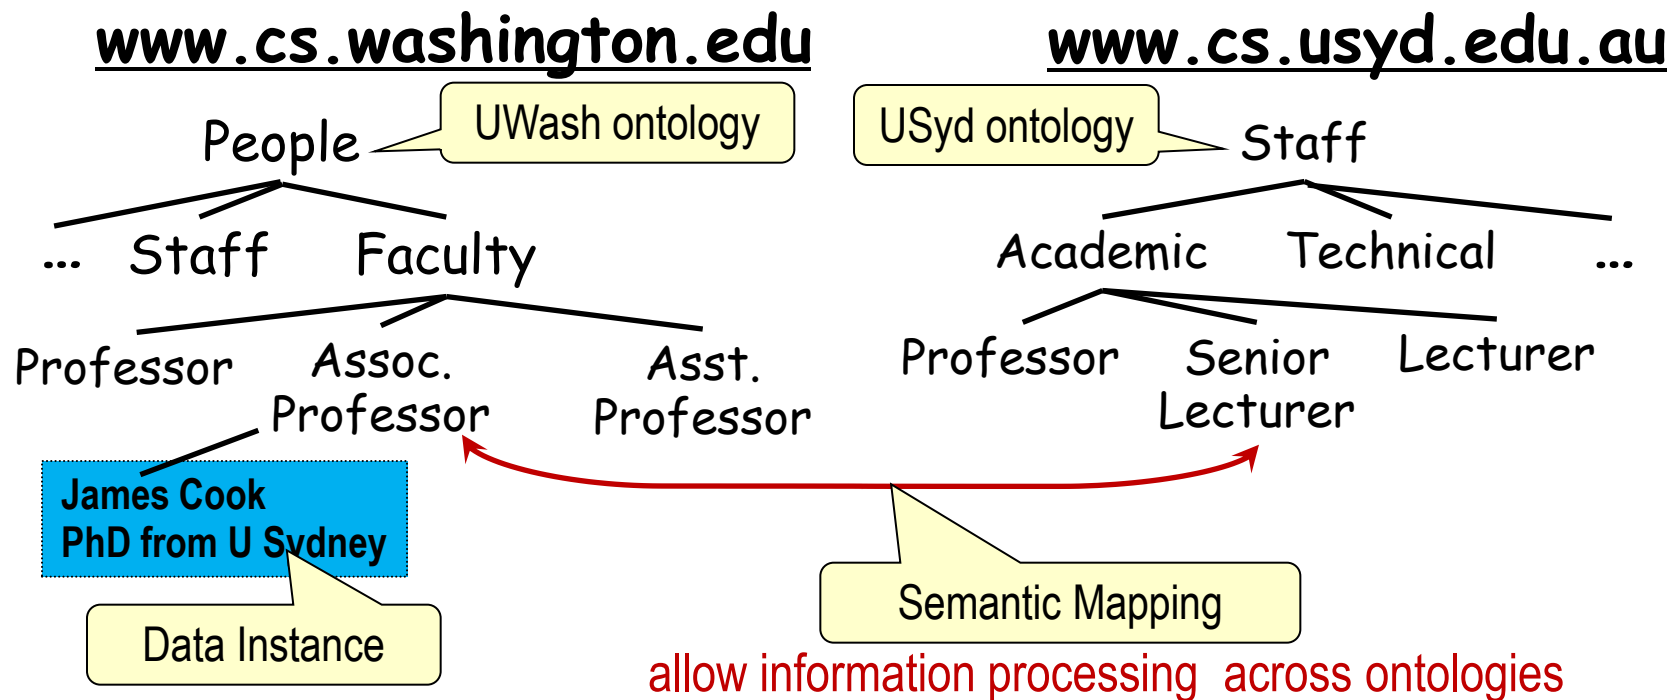 www.cs.washington.edu
www.cs.usyd.edu.au
UWash ontology
USyd ontology
People
Staff
... Staff Faculty
Academic Technical ...
Professor Assoc. Professor Asst. Professor
Professor Senior Lecturer Lecturer
James Cook
PhD from U Sydney
Data Instance
Semantic Mapping
allow information processing across ontologies